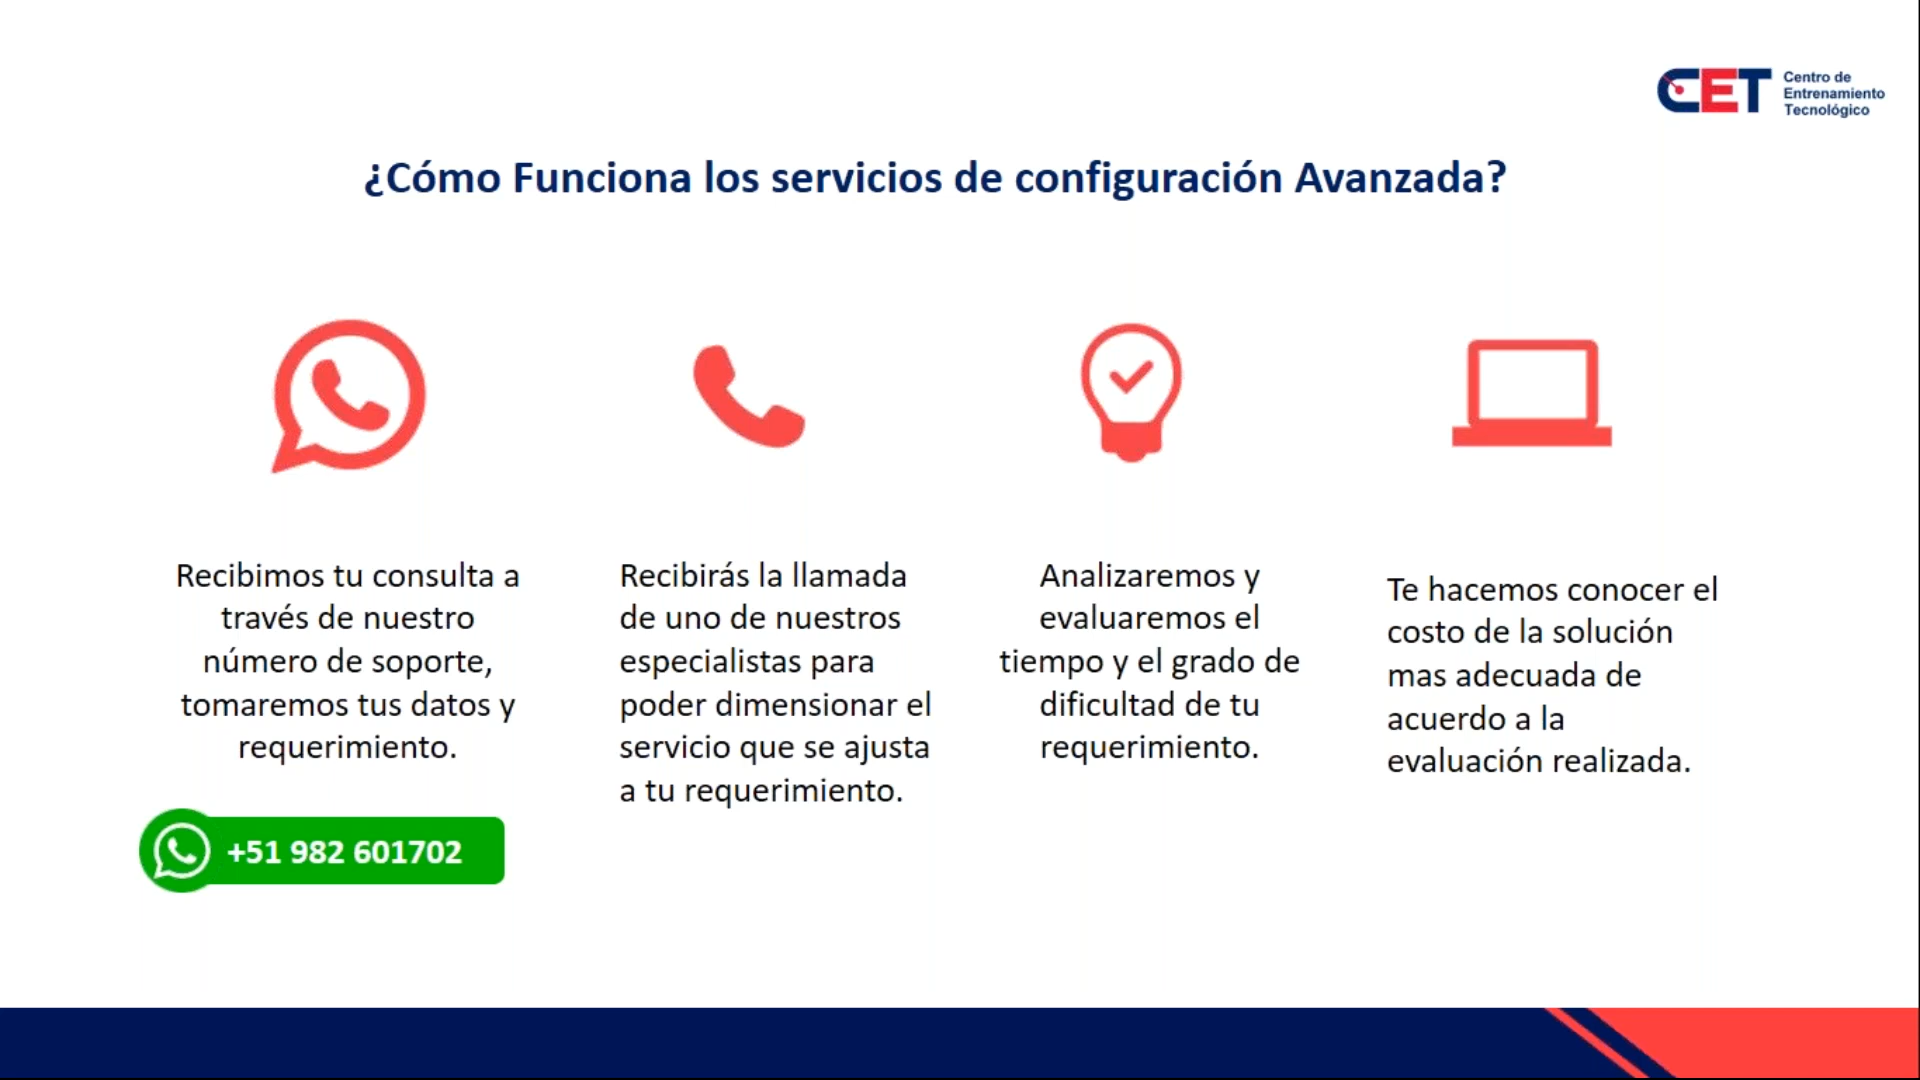 CET
Centro de
Entrenamiento
Tecnológico
¿Cómo Funciona los servicios de configuración Avanzada?
Recibimos tu consulta a
través de nuestro
número de soporte,
tomaremos tus datos y
requerimiento.
+51 982 601702
Recibirás la llamada
de uno de nuestros
especialistas para
poder dimensionar el
servicio que se ajusta
a tu requerimiento.
Analizaremos y
evaluaremos el
tiempo y el grado de
dificultad de tu
requerimiento.
Te hacemos conocer el
costo de la solución
mas adecuada de
acuerdo a la
evaluación realizada.